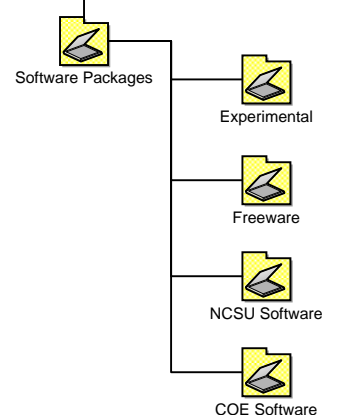 Software Packages
Experimental
Freeware
NCSU Software
COE Software